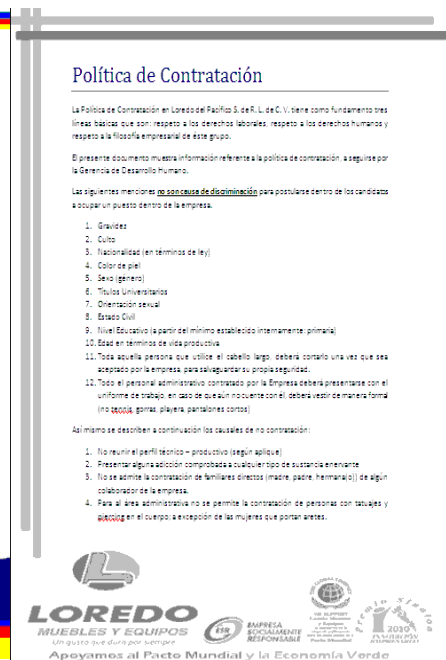 Política de Contratación
La Política de Contratación en Loredo del Pacifico S. de R. L. de C. V. tiene como fundamento tres
líneas básicas que son: respeto a los derechos laborales, respeto a los derechos humanos y
respeto a la filosofía empresarial de éste grupo.
El presente documento muestra información referente a la política de contratación, a seguirse por
la Gerencia de Desarrollo Humano.
Las siguientes menciones no son causa de discriminación para postularse dentro de los candidatos
a ocupar un puesto dentro de la empresa.
1. Gravides
2. Culto
3. Nacionalidad (en términos de ley)
4. Color de piel
5. Sexo (género)
6. Títulos Universitarios
7. Orientación sexual
8. Estado Civil
9. Nivel Educativo (a partir del mínimo establecido internamente: primaria)
10. Edad en términos de vida productiva
11. Toda aquella persona que utilice el cabello largo, deberá cortarlo una vez que sea
aceptado por la empresa, para salvaguardar su propia seguridad.
12. Todo el personal administrativo contratado por la Empresa deberá presentarse con el
uniforme de trabajo, en caso de que aún no cuente con él, deberá vestir de manera formal
(no gorras, playera, pantalones cortos)
Así mismo se describen a continuación los causales de no contratación:
1. No reunir el perfil técnico – productivo (según aplique)
2. Presentar alguna adicción comprobada a cualquier tipo de sustancia enervante
3. No se admite la contratación de familiares directos (madre, padre, hermana(o)) de algún
colaborador de la empresa.
4. Para al área administrativa no se permite la contratación de personas con tatuajes y
piercing en el cuerpo; a excepción de las mujeres que portan aretes.
LOREDO
MUEBLES Y EQUIPOS
Un gusto que dura por siempre
ESR
EMPRESA
SOCIALMENTE
RESPONSABLE
WE SUPPORT
Premio Sinaloa
2010
Apoyamos al Pacto Mundial y la Economía Verde